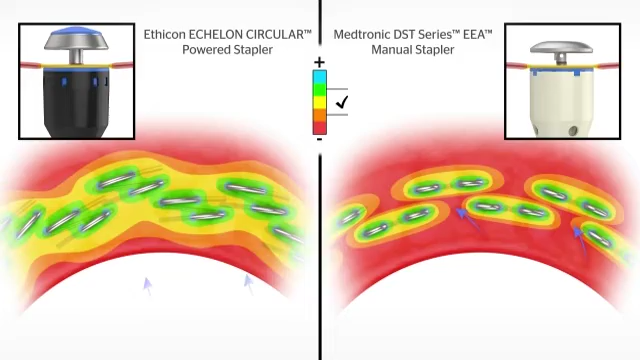 Ethicon ECHELON CIRCULAR™
Powered Stapler
Medtronic DST Series™ EEA™
Manual Stapler
+
-